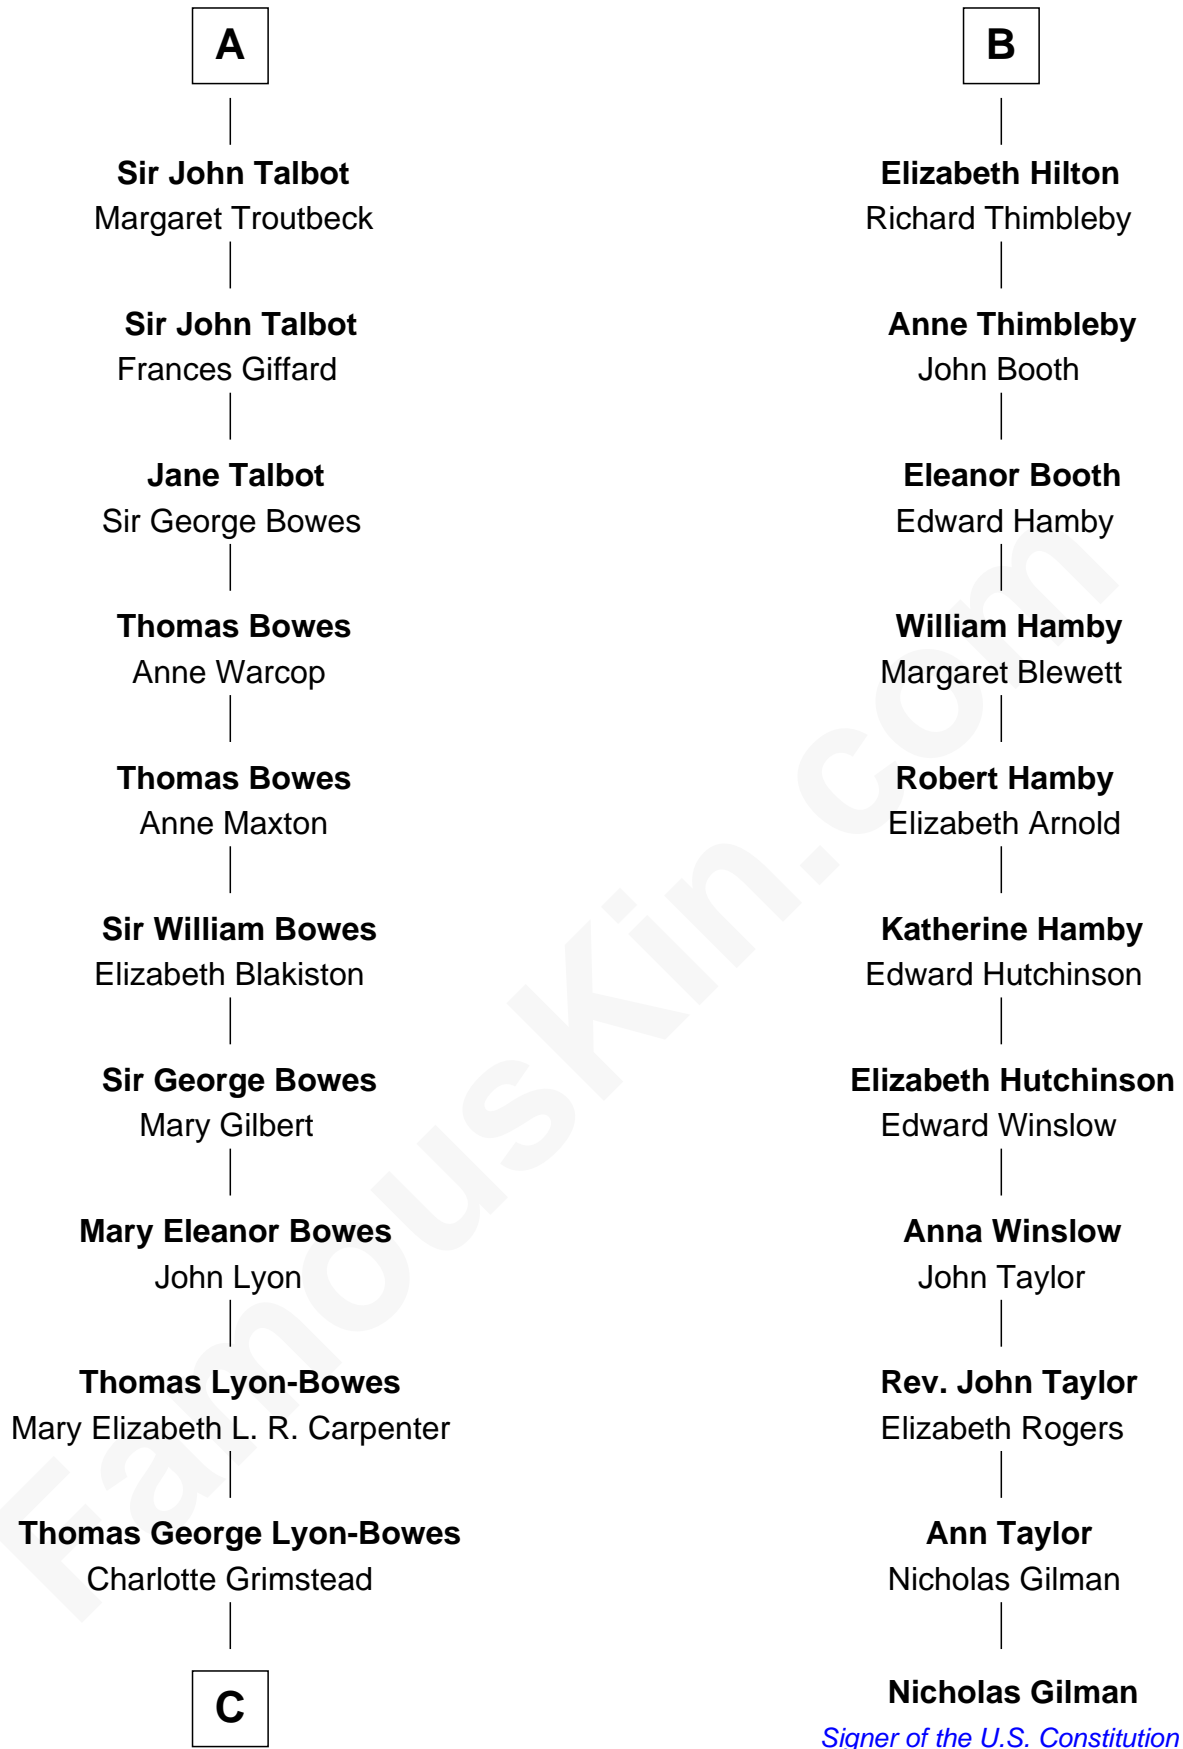 A
Sir John Talbot
Margaret Troutbeck
Sir John Talbot
Frances Giffard
Jane Talbot
Sir George Bowes
Thomas Bowes
Anne Warcop
Thomas Bowes
Anne Maxton
Sir William Bowes
Elizabeth Blakiston
Sir George Bowes
Mary Gilbert
Mary Eleanor Bowes
John Lyon
Thomas Lyon-Bowes
Mary Elizabeth L. R. Carpenter
Thomas George Lyon-Bowes
Charlotte Grimstead
C
B
Elizabeth Hilton
Richard Thimbleby
Anne Thimbleby
John Booth
Eleanor Booth
Edward Hamby
William Hamby
Margaret Blewett
Robert Hamby
Elizabeth Arnold
Katherine Hamby
Edward Hutchinson
Elizabeth Hutchinson
Edward Winslow
Anna Winslow
John Taylor
Rev. John Taylor
Elizabeth Rogers
Ann Taylor
Nicholas Gilman
Nicholas Gilman
Signer of the U.S. Constitution
FamousKin.com